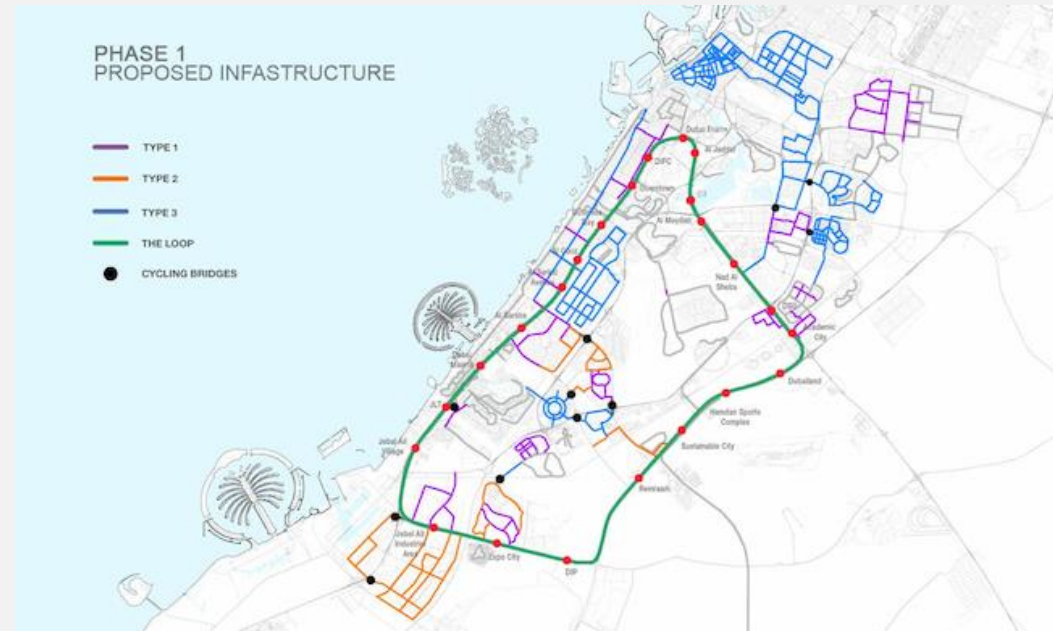 PHASE 1
PROPOSED INFASTRUCTURE
TYPE 1
TYPE 2
TYPE 3
THE LOOP
CYCLING BRIDGES
DIFC
Downtown
Al Jaddaf
Al Meydan
Nad Al
Sheba
Academic
City
Dubailand
Hamdan Sports
Complex
Sustainable City
Remraam
DIP
Expo City
Jebel Ali
Industrial
Area
Jebel Ali
Village
JLT
Dubai
Marina
Al Barsha